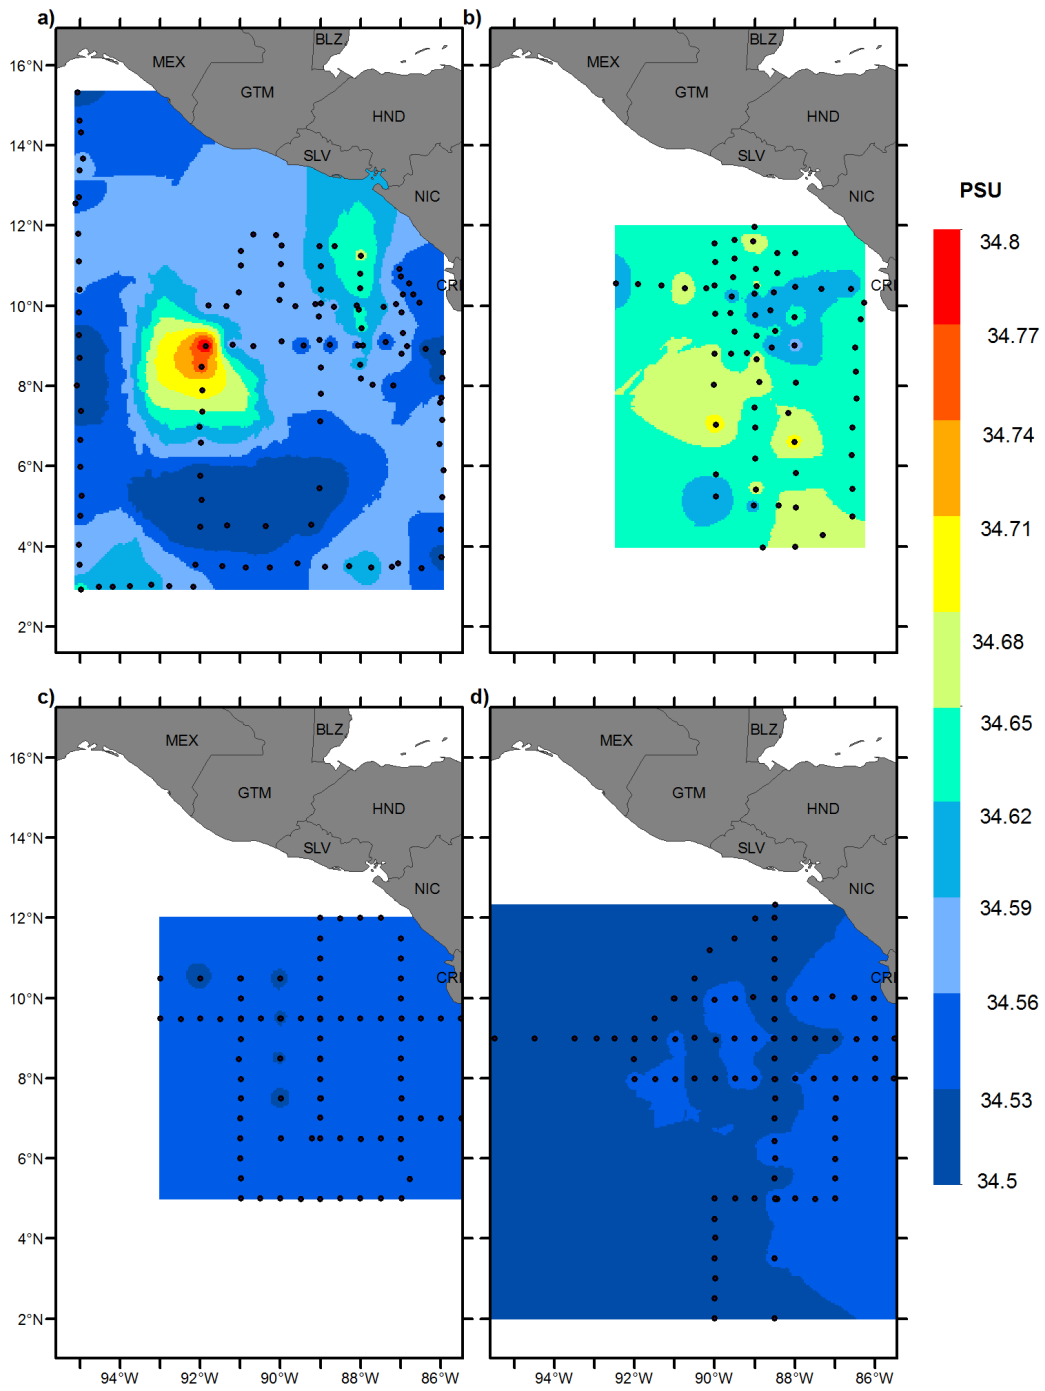 a)
b)
16°N
14°N
12°N
10°N
8°N
6°N
4°N
2°N
MEX
BLZ
GTM
HND
SLV
NIC
CRI
MEX
BLZ
GTM
HND
SLV
NIC
CRI
PSU
34.8
34.77
34.74
34.71
34.68
34.65
34.62
34.59
34.56
34.53
34.5
c)
d)
16°N
14°N
12°N
10°N
8°N
6°N
4°N
2°N
MEX
BLZ
GTM
HND
SLV
NIC
CRI
MEX
BLZ
GTM
HND
SLV
NIC
CRI
94°W
92°W
90°W
88°W
86°W
94°W
92°W
90°W
88°W
86°W